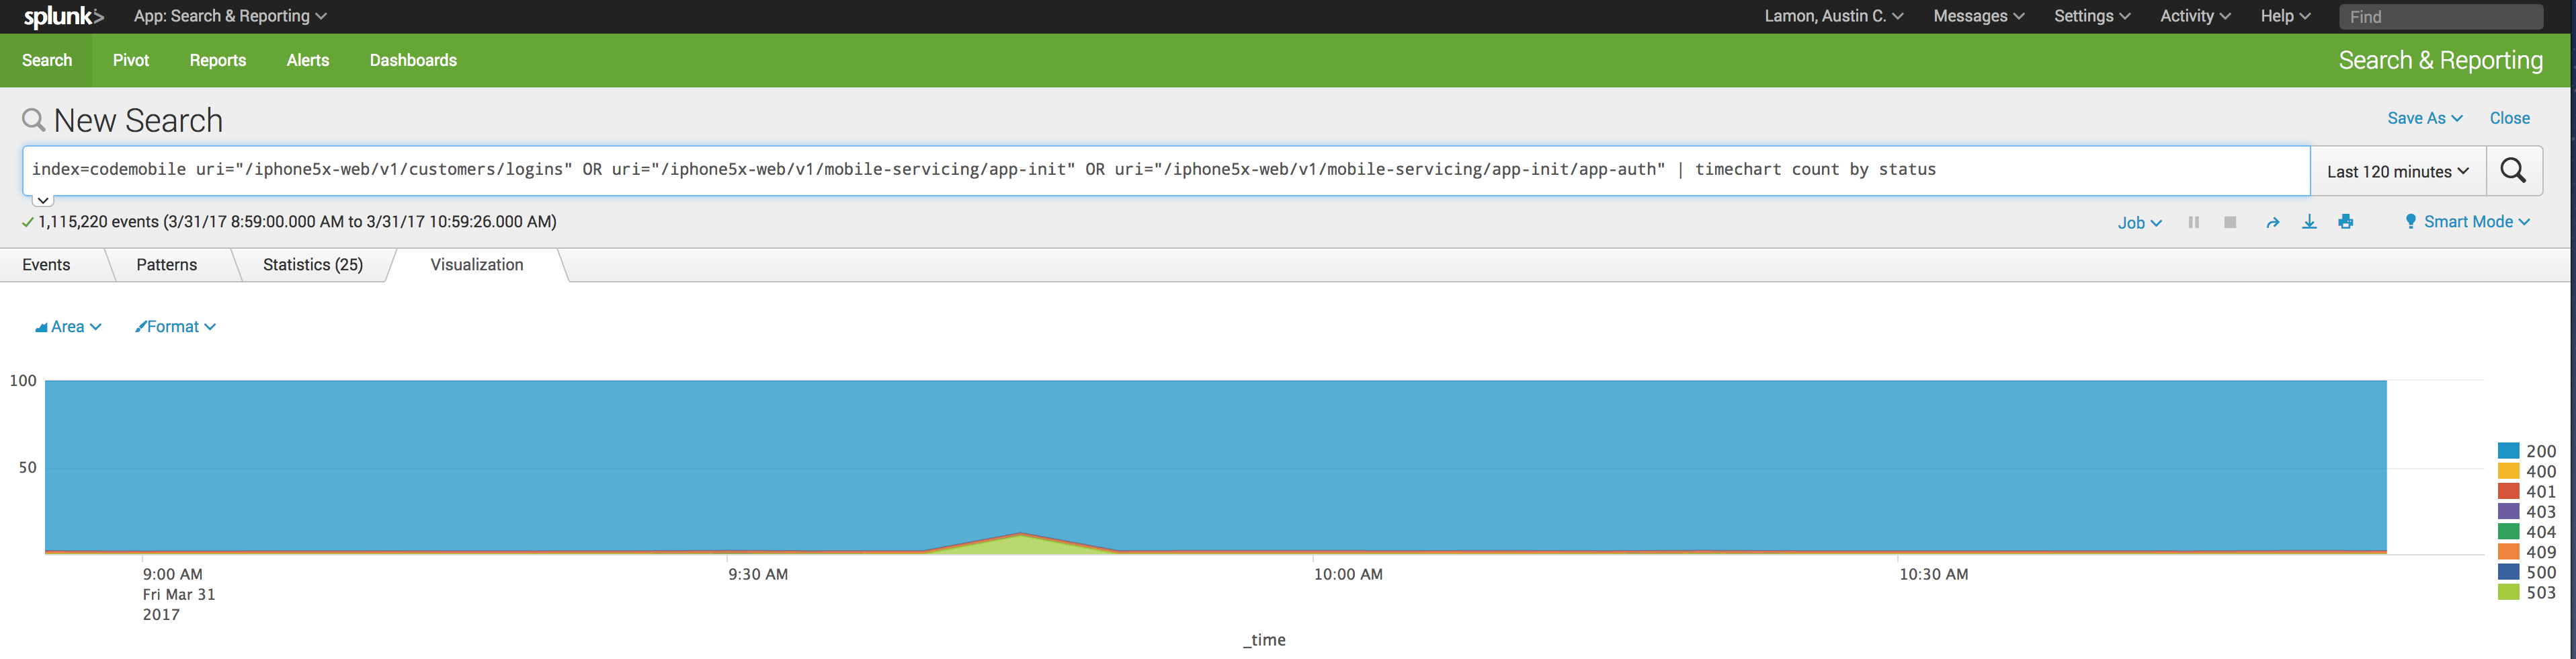 splunk> App: Search & Reporting Lamon, Austin C. Messages Settings Activity Help Find
Search Pivot Reports Alerts Dashboards Search & Reporting
New Search Save As Close
index=codemobile uri="/iphone5x-web/v1/customers/logins" OR uri="/iphone5x-web/v1/mobile-servicing/app-init" OR uri="/iphone5x-web/v1/mobile-servicing/app-init/app-auth" | timechart count by status Last 120 minutes
1,115,220 events (3/31/17 8:59:00.000 AM to 3/31/17 10:59:26.000 AM) Job Smart Mode
Events Patterns Statistics (25) Visualization
Area Format
100
50
9:00 AM 9:30 AM 10:00 AM 10:30 AM
Fri Mar 31
2017
_time
200
400
401
403
404
409
500
503